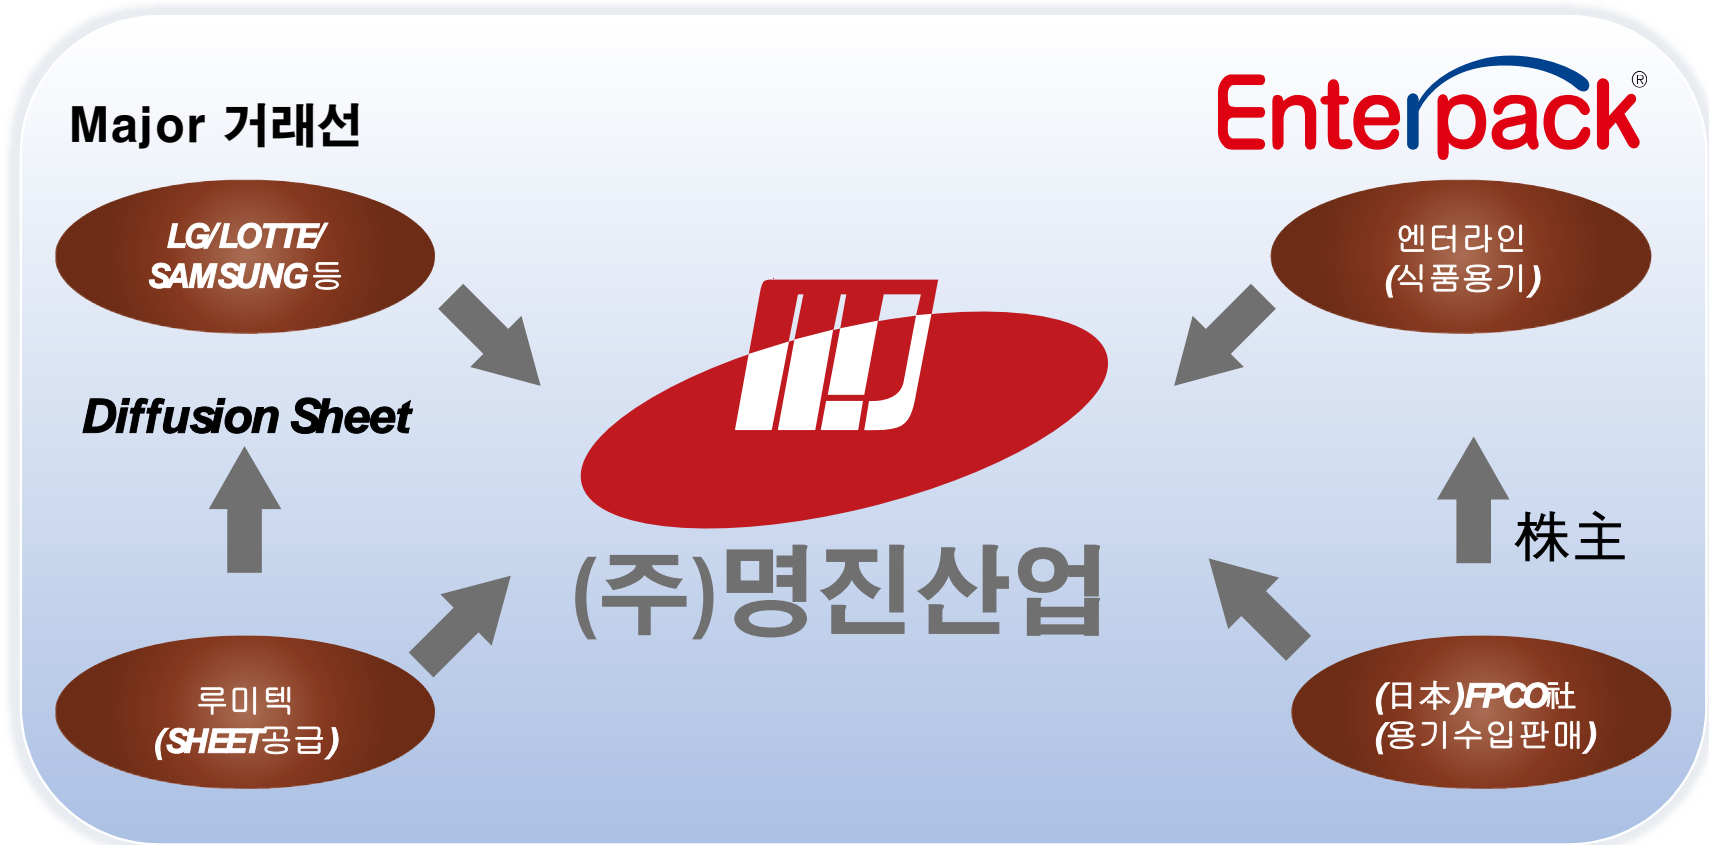 Major 거래선
Enterpack®
LG/LOTTE/
SAMSUNG등
엔터라인
(식품용기)
Diffusion Sheet
MJ
株主
(주)명진산업
루미텍
(SHEET공급)
(日本)FPCO社
(용기수입판매)